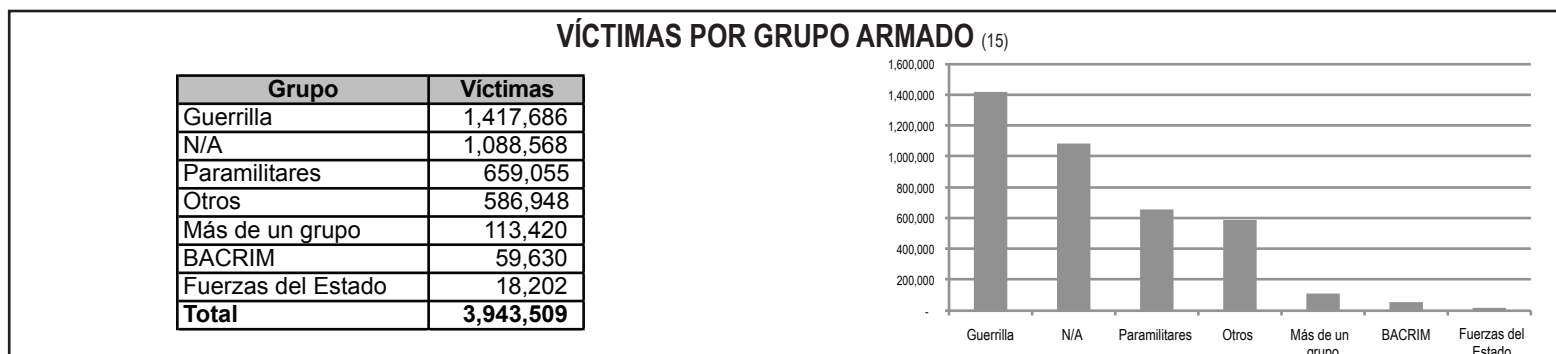 VÍCTIMAS POR GRUPO ARMADO (15)
Grupo Víctimas
Guerrilla 1,417,686
N/A 1,088,568
Paramilitares 659,055
Otros 586,948
Más de un grupo 113,420
BACRIM 59,630
Fuerzas del Estado 18,202
Total 3,943,509
1,600,000
1,400,000
1,200,000
1,000,000
800,000
600,000
400,000
200,000
-
Guerrilla N/A Paramilitares Otros Más de un BACRIM Fuerzas del
grupo Estado